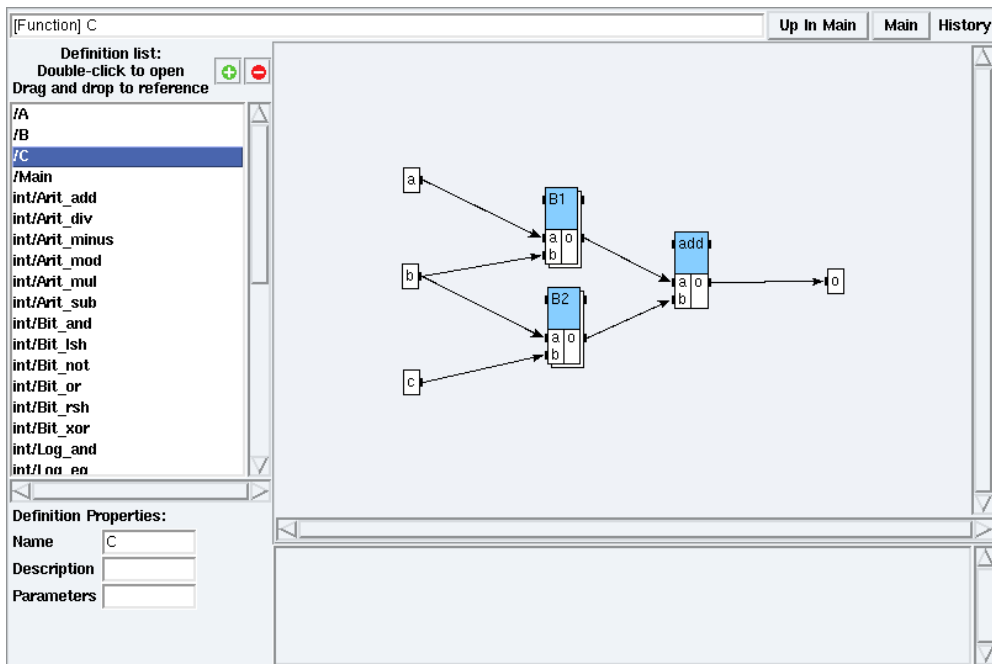 [Function] C
Up In Main
Main
History
Definition list:
Double-click to open
Drag and drop to reference
/A
/B
/C
/Main
int/Arit_add
int/Arit_div
int/Arit_minus
int/Arit_mod
int/Arit_mul
int/Arit_sub
int/Bit_and
int/Bit_lsh
int/Bit_not
int/Bit_or
int/Bit_rsh
int/Bit_xor
int/Log_and
int/Log_eq
Definition Properties:
Name C
Description
Parameters
a
b
c
B1
a o
b
B2
a o
b
add
a o
b
o